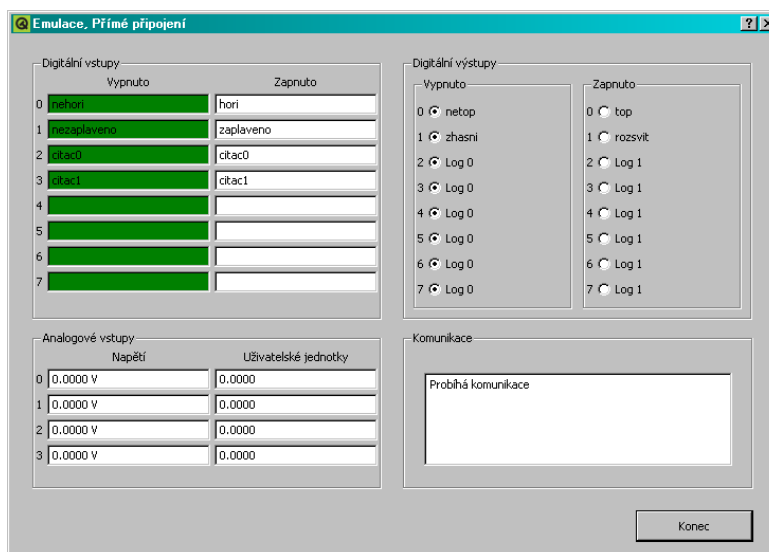 Emulace, Přímé připojení
Digitální vstupy
Vypnuto Zapnuto
0 nehori hori
1 nezaplaveno zaplaveno
2 citac0 citac0
3 citac1 citac1
4
5
6
7
Digitální výstupy
Vypnuto Zapnuto
0 netop 0 top
1 zhasni 1 rozsvit
2 Log 0 2 Log 1
3 Log 0 3 Log 1
4 Log 0 4 Log 1
5 Log 0 5 Log 1
6 Log 0 6 Log 1
7 Log 0 7 Log 1
Analogové vstupy
Napětí Uživatelské jednotky
0 0.0000 V 0.0000
1 0.0000 V 0.0000
2 0.0000 V 0.0000
3 0.0000 V 0.0000
Komunikace
Probíhá komunikace
Konec